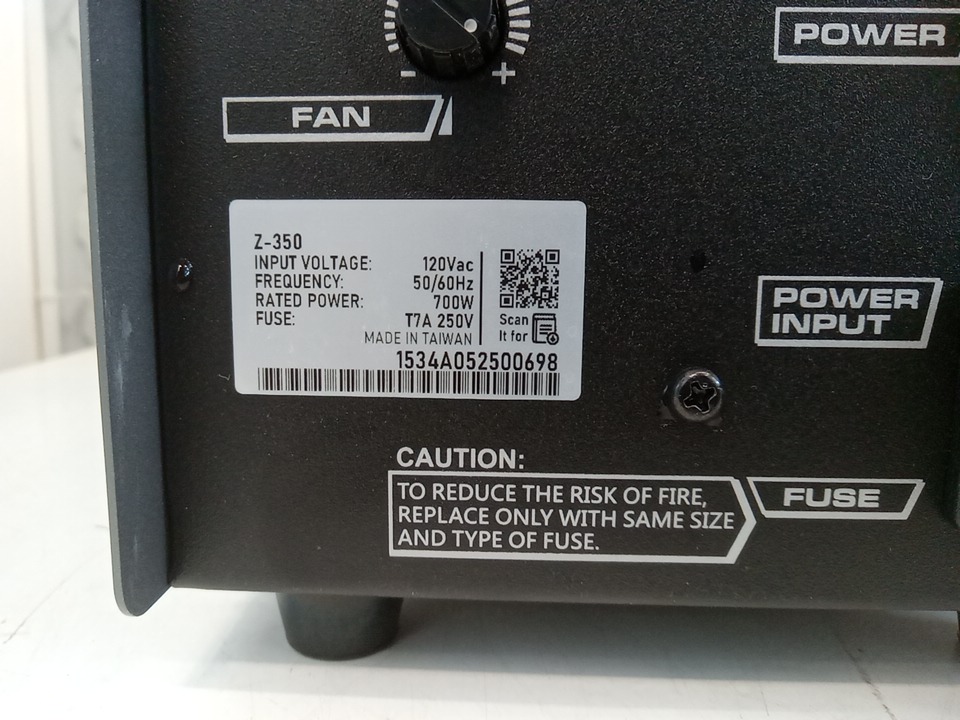 - +
POWER
FAN
Z-350
INPUT VOLTAGE: 120Vac
FREQUENCY: 50/60Hz
RATED POWER: 700W
FUSE: T7A 250V
MADE IN TAIWAN
Scan
It for
1534A052500698
POWER
INPUT
CAUTION:
TO REDUCE THE RISK OF FIRE,
REPLACE ONLY WITH SAME SIZE
AND TYPE OF FUSE.
FUSE